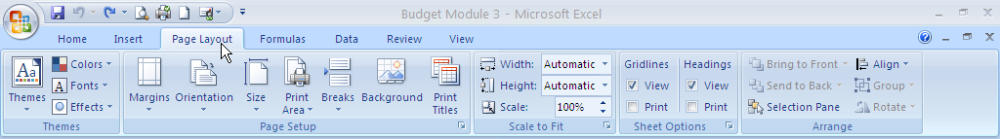 Budget Module 3 - Microsoft Excel
Home Insert Page Layout Formulas Data Review View
Colors Width: Automatic Gridlines Headings Bring to Front Align
Aa Fonts Height: Automatic View View Send to Back Group
Themes Effects Margins Orientation Size Print Area Breaks Background Print Titles Scale: 100% Print Print Selection Pane Rotate
Themes Page Setup Scale to Fit Sheet Options Arrange